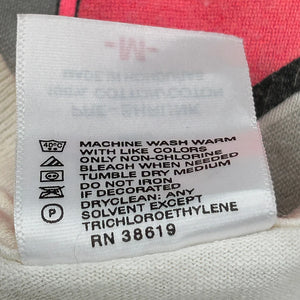 MACHINE WASH WARM
WITH LIKE COLORS
ONLY NON-CHLORINE
BLEACH WHEN NEEDED
TUMBLE DRY MEDIUM
DO NOT IRON
IF DECORATED
DRYCLEAN: ANY
SOLVENT EXCEPT
TRICHLOROETHYLENE
RN 38619